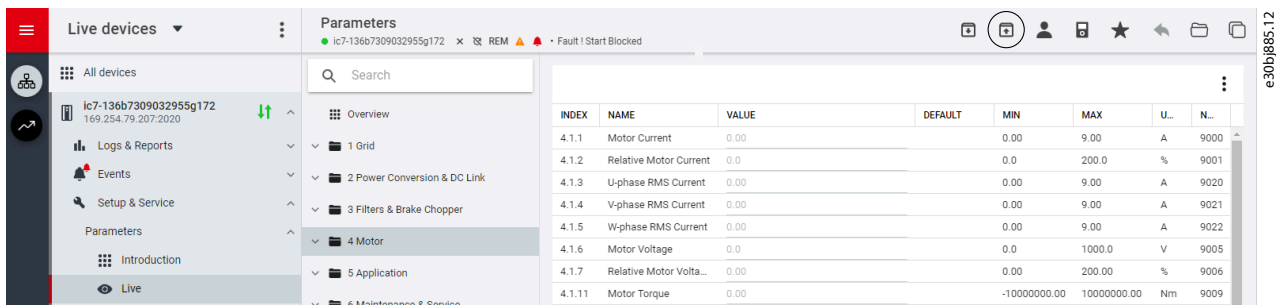 Live devices
Parameters
ic7-136b7309032955g172 REM • Fault ! Start Blocked
e30bj885.12
All devices
ic7-136b7309032955g172
169.254.79.207:2020
Logs & Reports
Events
Setup & Service
Parameters
Introduction
Live
Search
Overview
1 Grid
2 Power Conversion & DC Link
3 Filters & Brake Chopper
4 Motor
5 Application
6 Maintenance & Service
INDEX NAME VALUE DEFAULT MIN MAX U... N...
4.1.1 Motor Current 0.00 0.00 9.00 A 9000
4.1.2 Relative Motor Current 0.0 0.0 200.0 % 9001
4.1.3 U-phase RMS Current 0.00 0.00 9.00 A 9020
4.1.4 V-phase RMS Current 0.00 0.00 9.00 A 9021
4.1.5 W-phase RMS Current 0.00 0.00 9.00 A 9022
4.1.6 Motor Voltage 0.0 0.0 1000.0 V 9005
4.1.7 Relative Motor Volta... 0.00 0.00 200.00 % 9006
4.1.11 Motor Torque 0.00 -10000000.00 10000000.00 Nm 9009